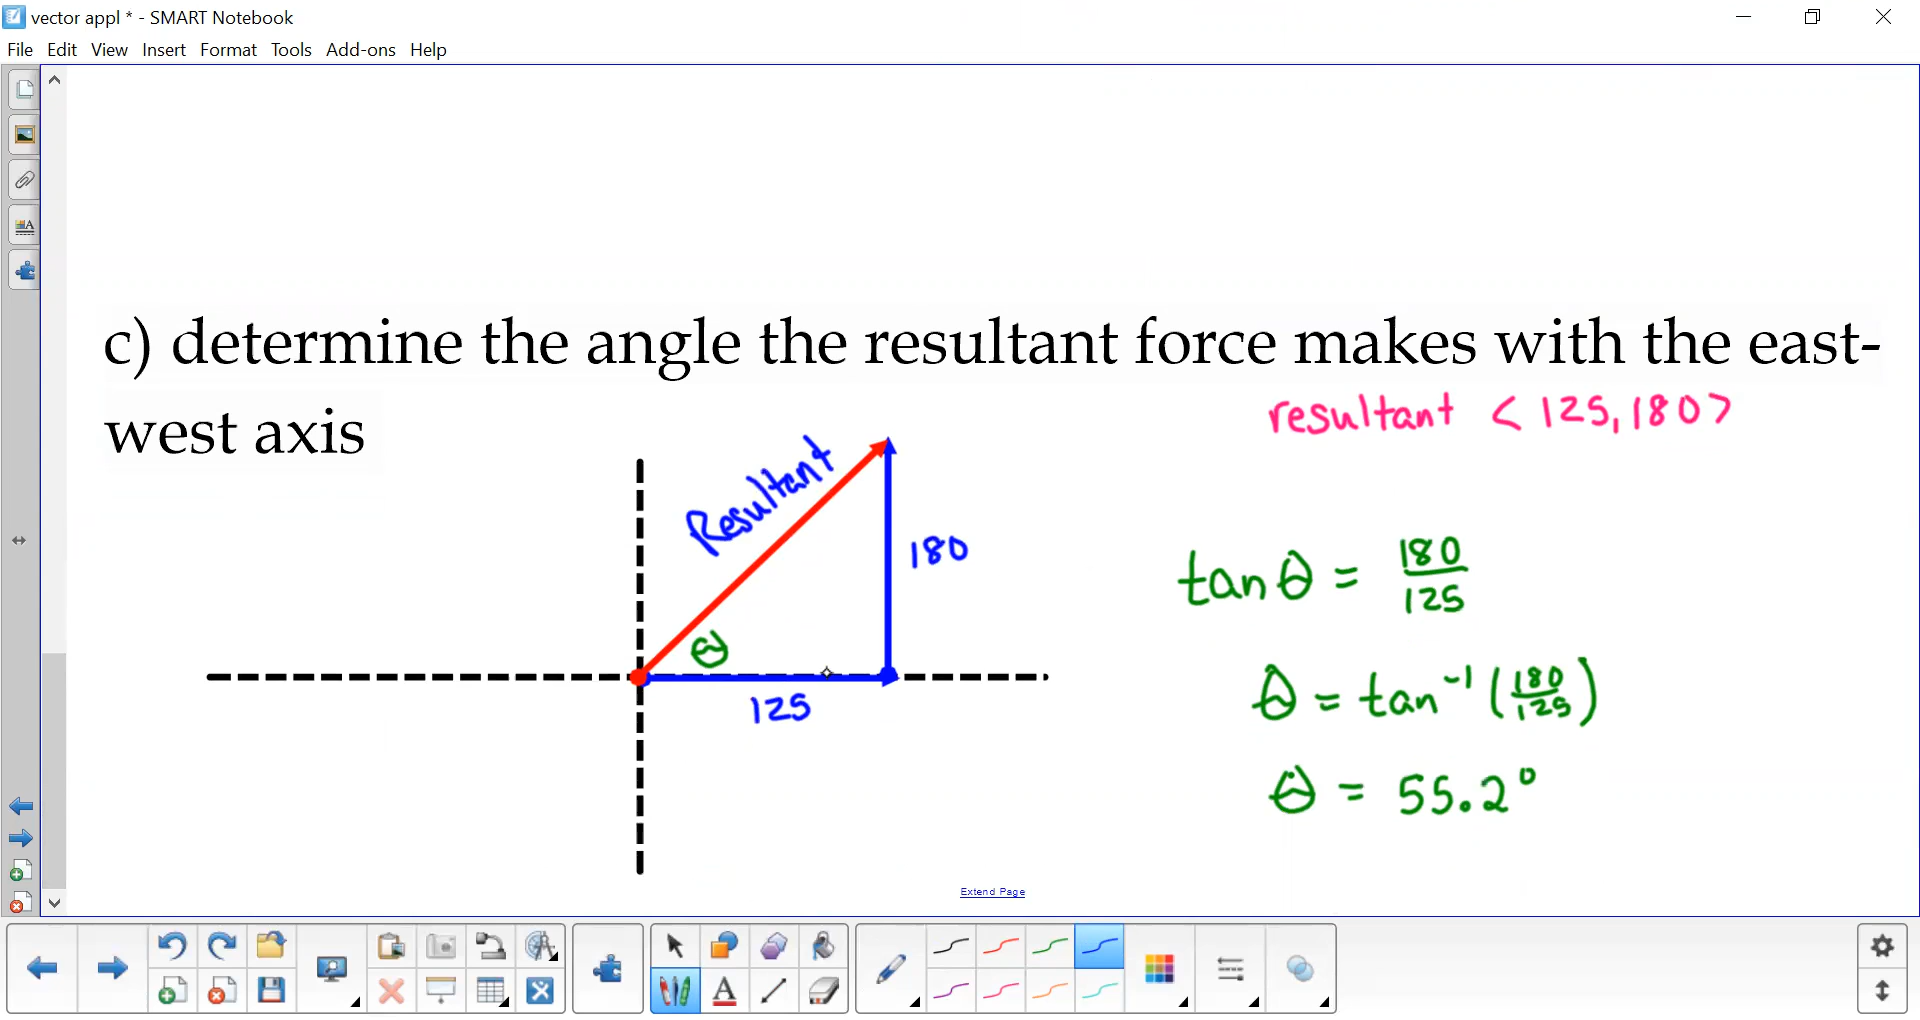 vector appl * - SMART Notebook
File Edit View Insert Format Tools Add-ons Help
c) determine the angle the resultant force makes with the east-
west axis
resultant < 125, 180 >
Resultant
180
θ
125
tan θ = 180/125
θ = tan⁻¹ (180/125)
θ = 55.2°
Extend Page